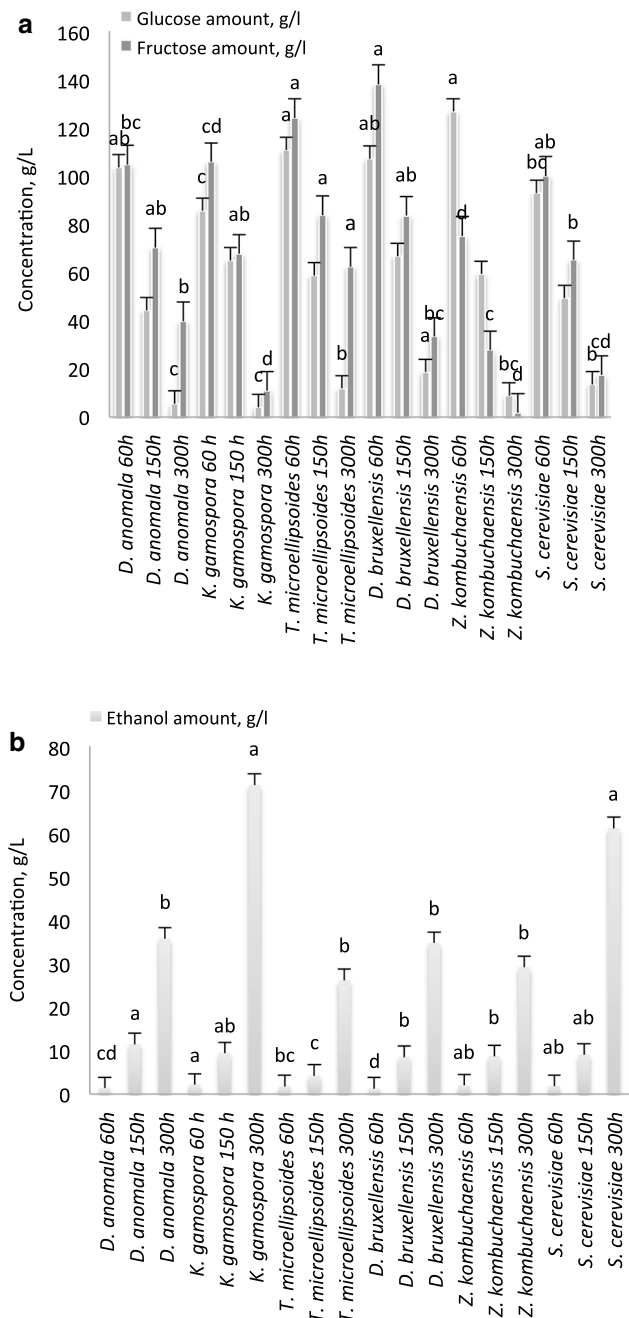 a
Glucose amount, g/l
Fructose amount, g/l
Concentration, g/L
160
140
120
100
80
60
40
20
0
ab bc ab c b c cd ab c d a a a b a ab a ab a bc a d c bc d bc ab b b cd
D. anomala 60h
D. anomala 150h
D. anomala 300h
K. gamospora 60 h
K. gamospora 150 h
K. gamospora 300h
T. microellipsoides 60h
T. microellipsoides 150h
T. microellipsoides 300h
D. bruxellensis 60h
D. bruxellensis 150h
D. bruxellensis 300h
Z. kombuchaensis 60h
Z. kombuchaensis 150h
Z. kombuchaensis 300h
S. cerevisiae 60h
S. cerevisiae 150h
S. cerevisiae 300h
b
Ethanol amount, g/l
Concentration, g/L
80
70
60
50
40
30
20
10
0
cd a b a ab a bc c b d b b ab b b ab ab a
D. anomala 60h
D. anomala 150h
D. anomala 300h
K. gamospora 60 h
K. gamospora 150 h
K. gamospora 300h
T. microellipsoides 60h
T. microellipsoides 150h
T. microellipsoides 300h
D. bruxellensis 60h
D. bruxellensis 150h
D. bruxellensis 300h
Z. kombuchaensis 60h
Z. kombuchaensis 150h
Z. kombuchaensis 300h
S. cerevisiae 60h
S. cerevisiae 150h
S. cerevisiae 300h